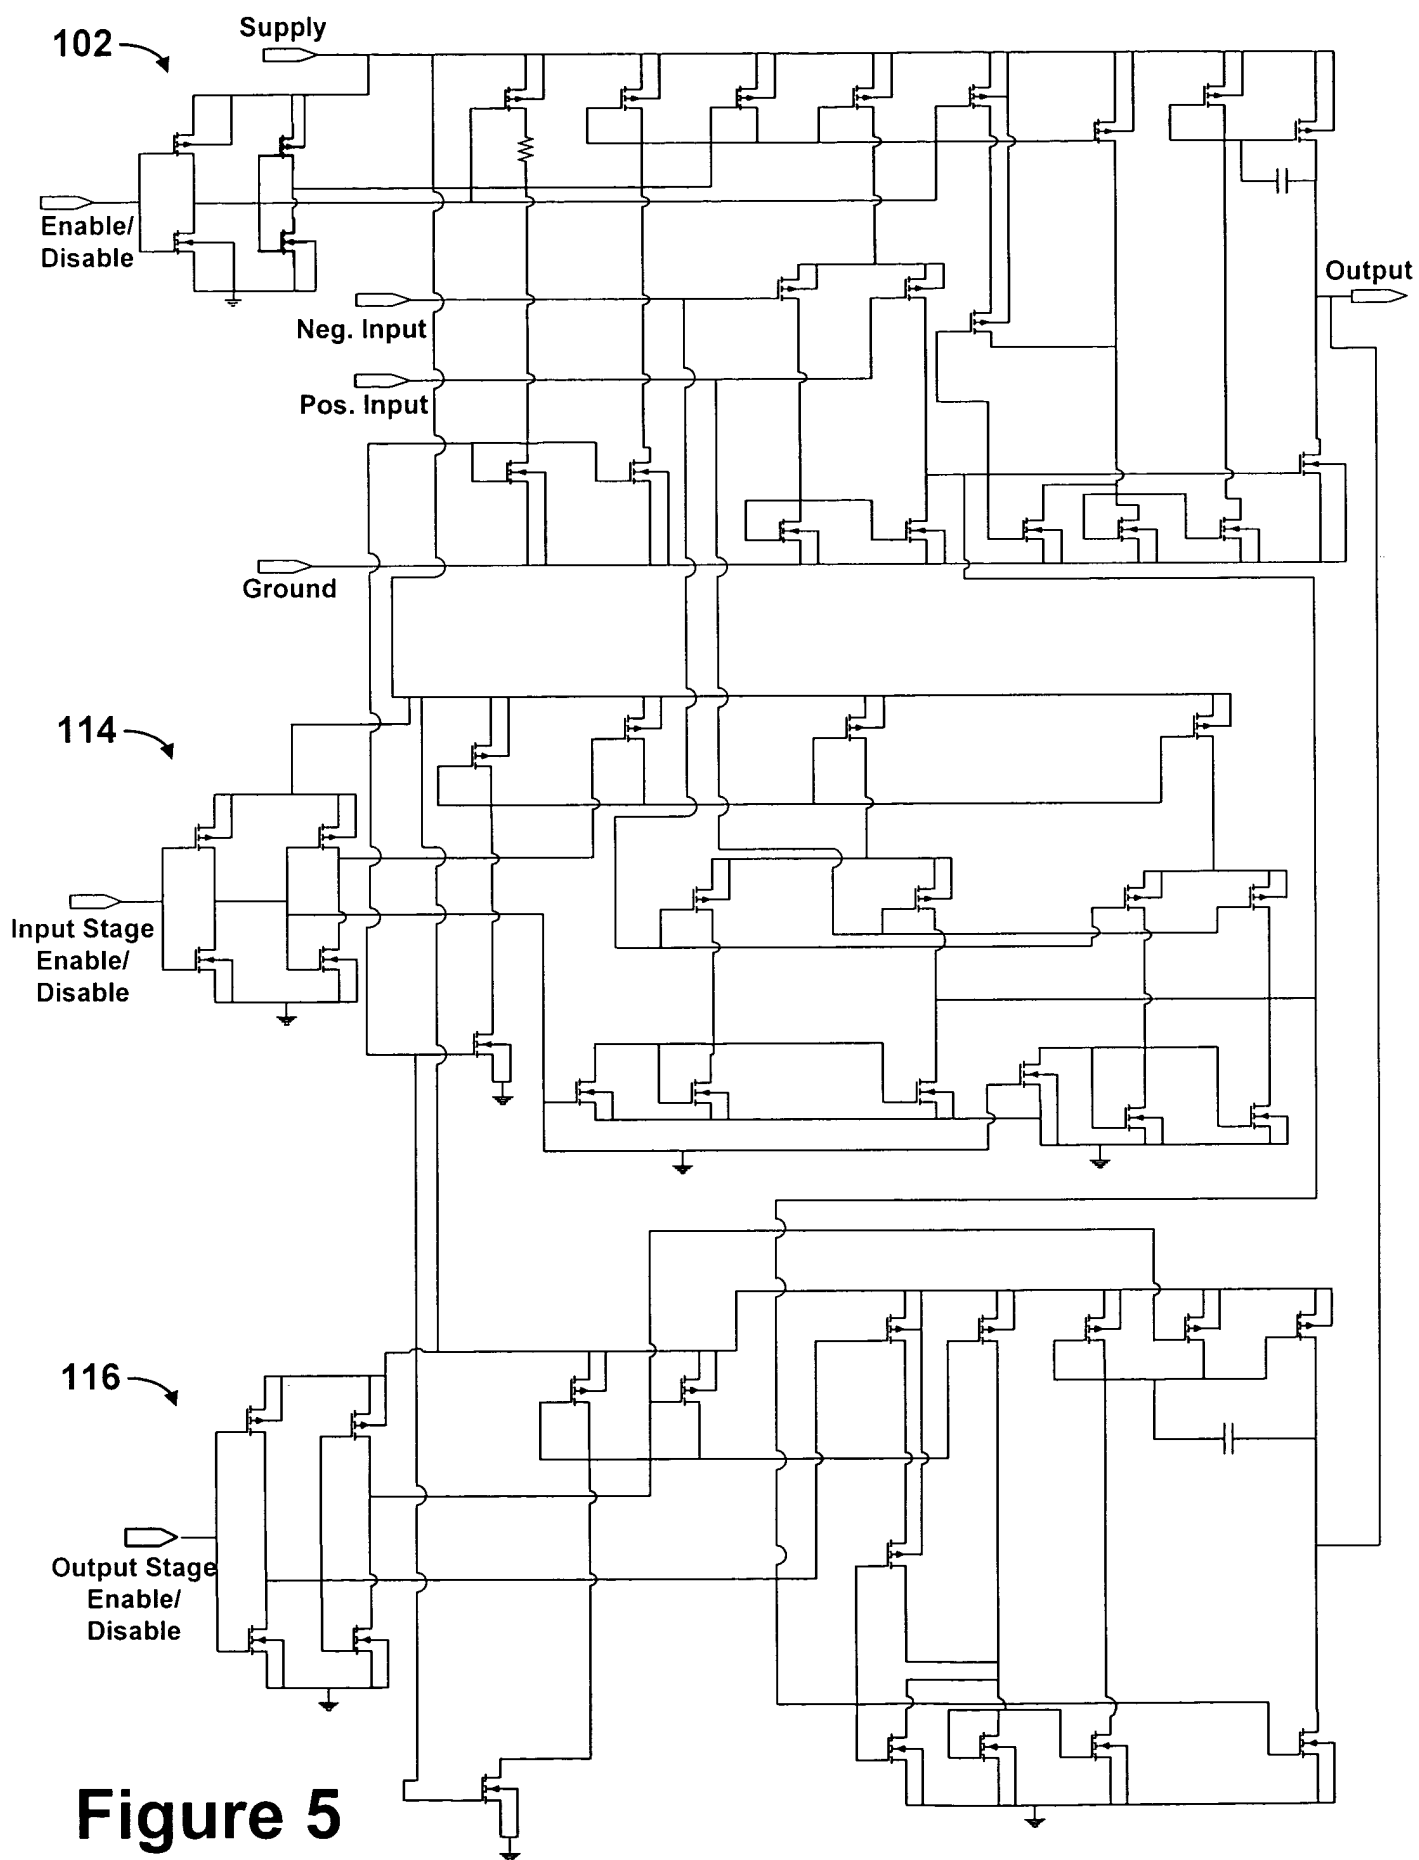 Supply
102
Enable/
Disable
Output
Neg. Input
Pos. Input
Ground
114
Input Stage
Enable/
Disable
116
Output Stage
Enable/
Disable
Figure 5